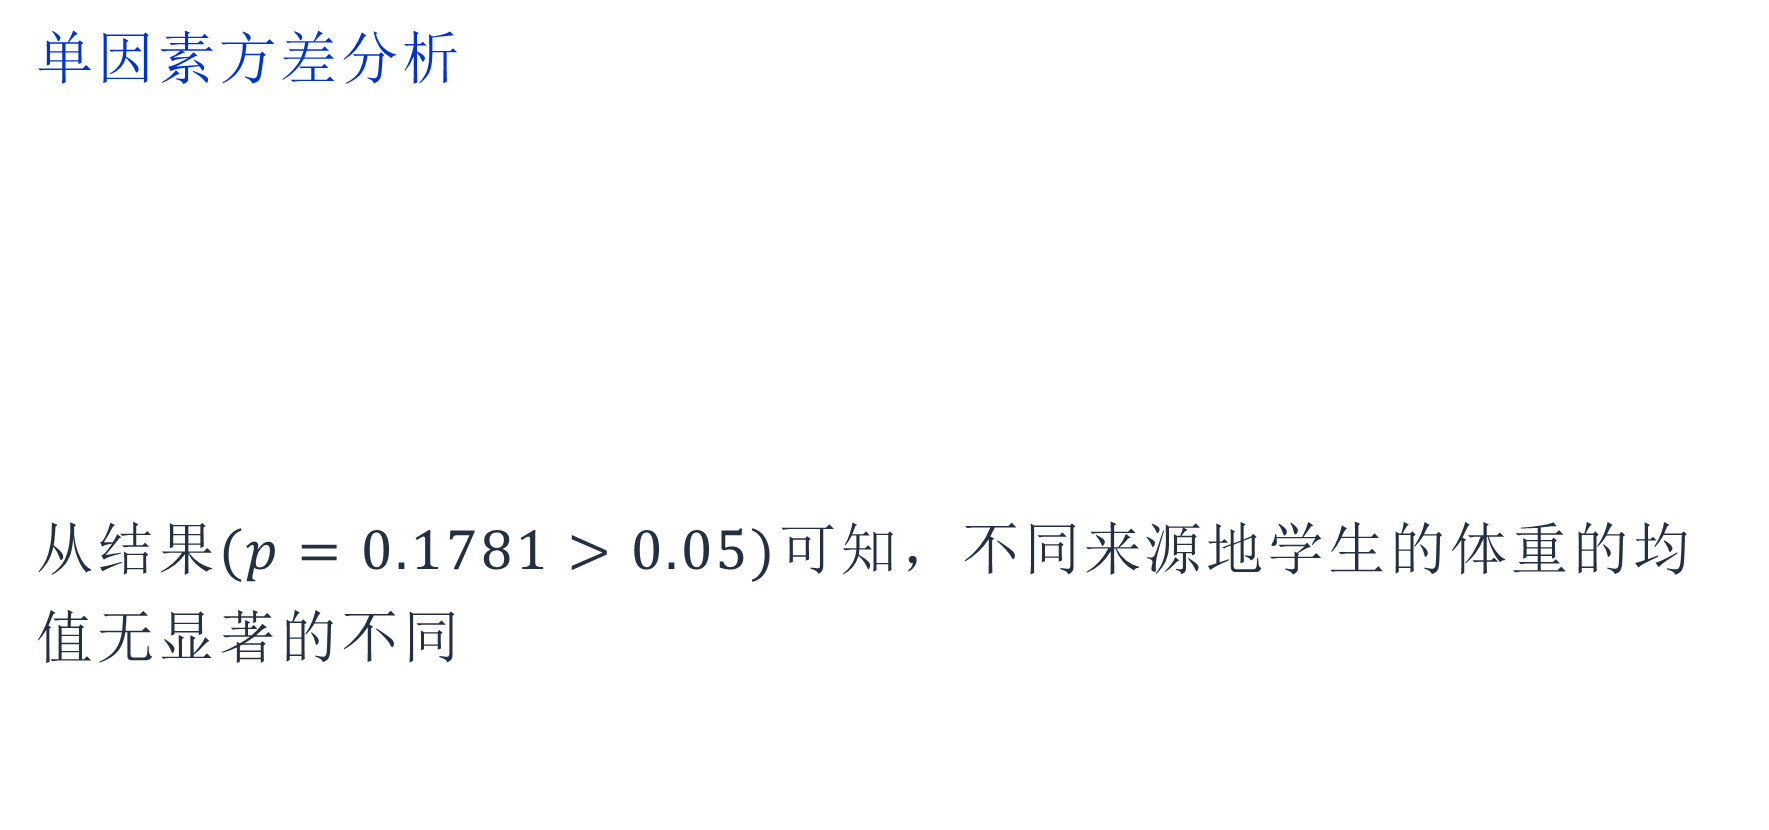 单因素方差分析
从结果(p = 0.1781 > 0.05)可知，不同来源地学生的体重的均
值无显著的不同